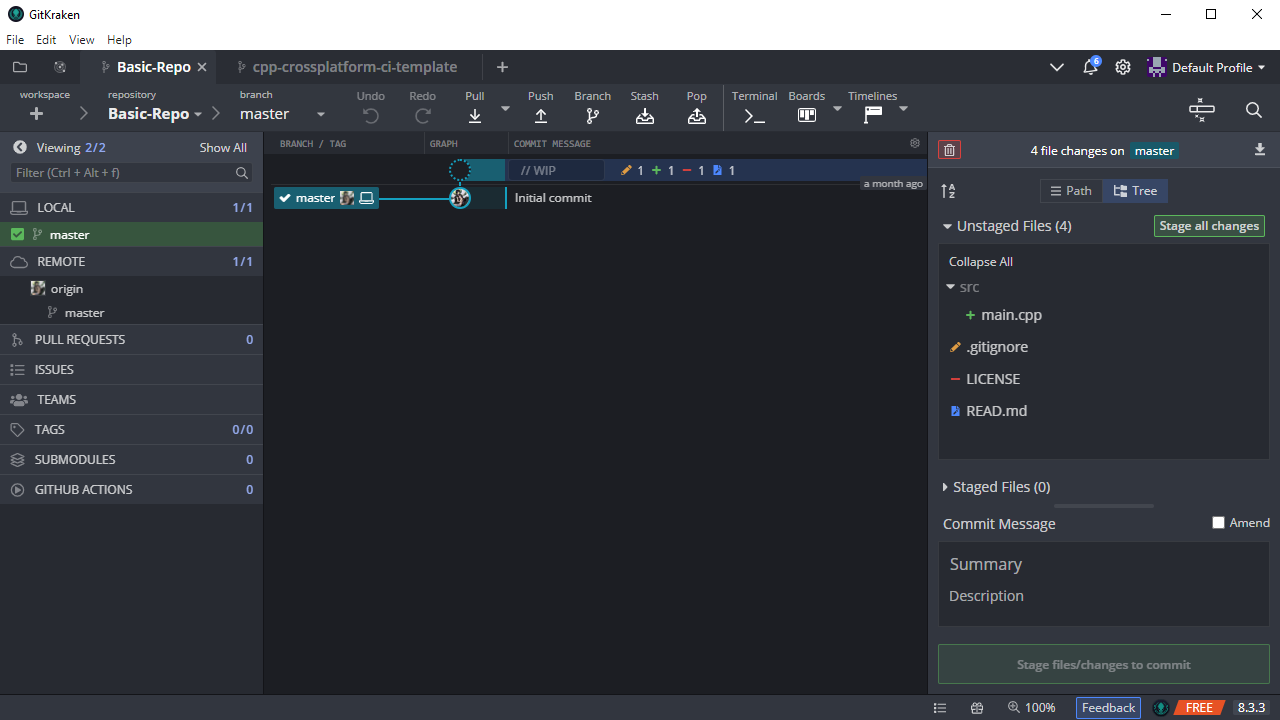 GitKraken
File Edit View Help
Basic-Repo cpp-crossplatform-ci-template 6 Default Profile
workspace repository branch
Basic-Repo master
Undo Redo Pull Push Branch Stash Pop Terminal Boards Timelines
Viewing 2/2 Show All
Filter (Ctrl + Alt + f)
LOCAL 1/1
master
REMOTE 1/1
origin
master
PULL REQUESTS 0
ISSUES
TEAMS
TAGS 0/0
SUBMODULES 0
GITHUB ACTIONS 0
BRANCH / TAG GRAPH COMMIT MESSAGE
// WIP 1 1 1 1
a month ago
master Initial commit
4 file changes on master
Path Tree
Unstaged Files (4) Stage all changes
Collapse All
src
main.cpp
.gitignore
LICENSE
READ.md
Staged Files (0)
Commit Message Amend
Summary
Description
Stage files/changes to commit
100% Feedback FREE 8.3.3